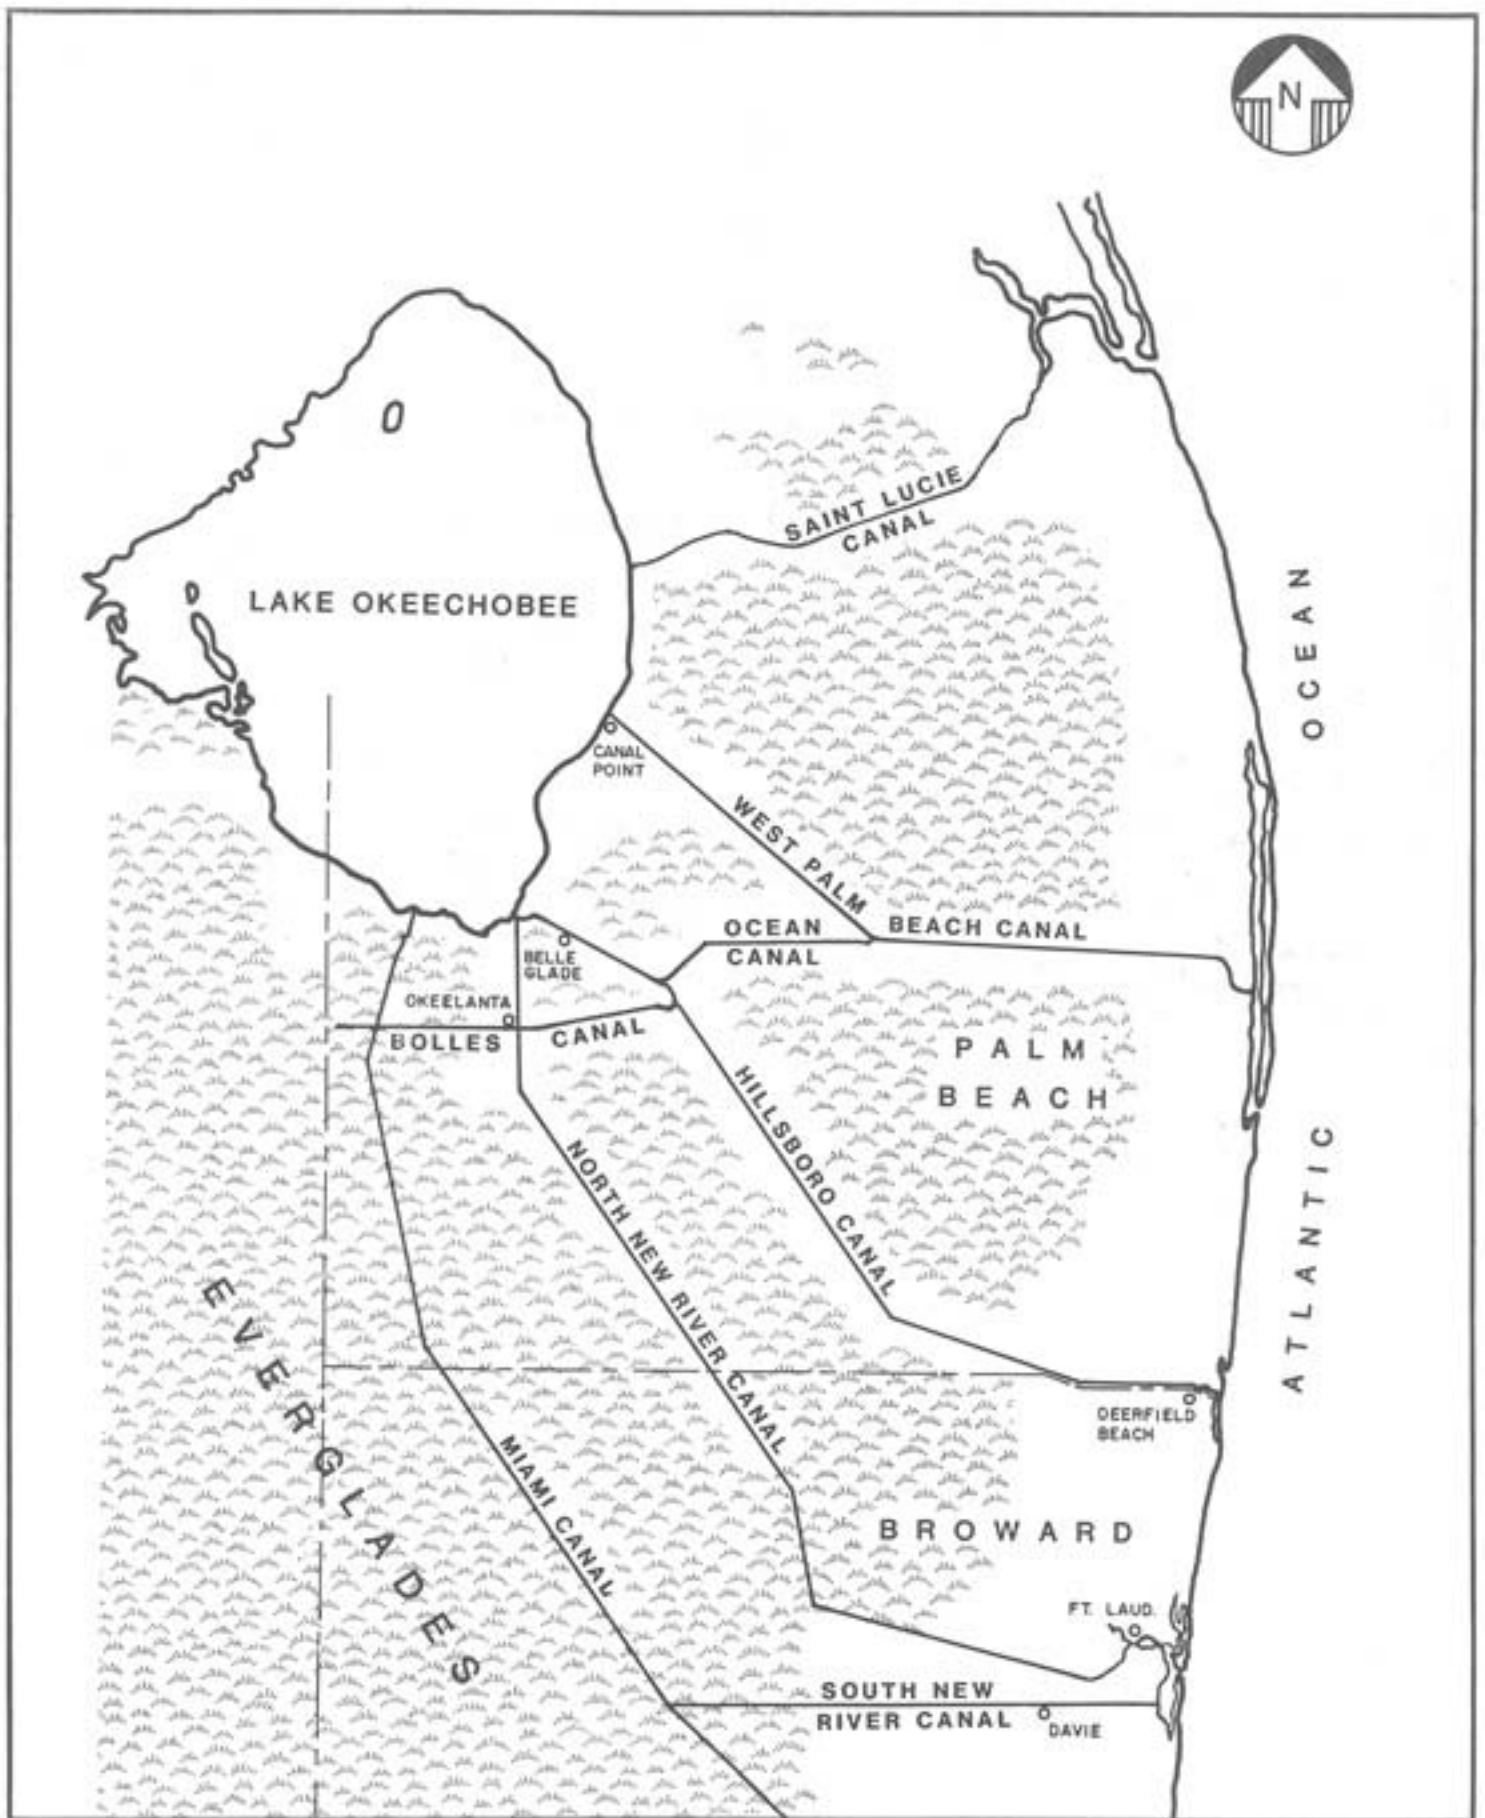 N
SAINT LUCIE
CANAL
OCEAN
LAKE OKEECHOBEE
CANAL
POINT
WEST PALM
BEACH CANAL
OCEAN
CANAL
BELLE
GLADE
OKEELANTA
BOLLES CANAL
PALM
BEACH
HILLSBORO CANAL
NORTH NEW RIVER CANAL
ATLANTIC
EVERGLADES
DEERFIELD
BEACH
MIAMI CANAL
BROWARD
FT. LAUD.
SOUTH NEW
RIVER CANAL
DAVIE